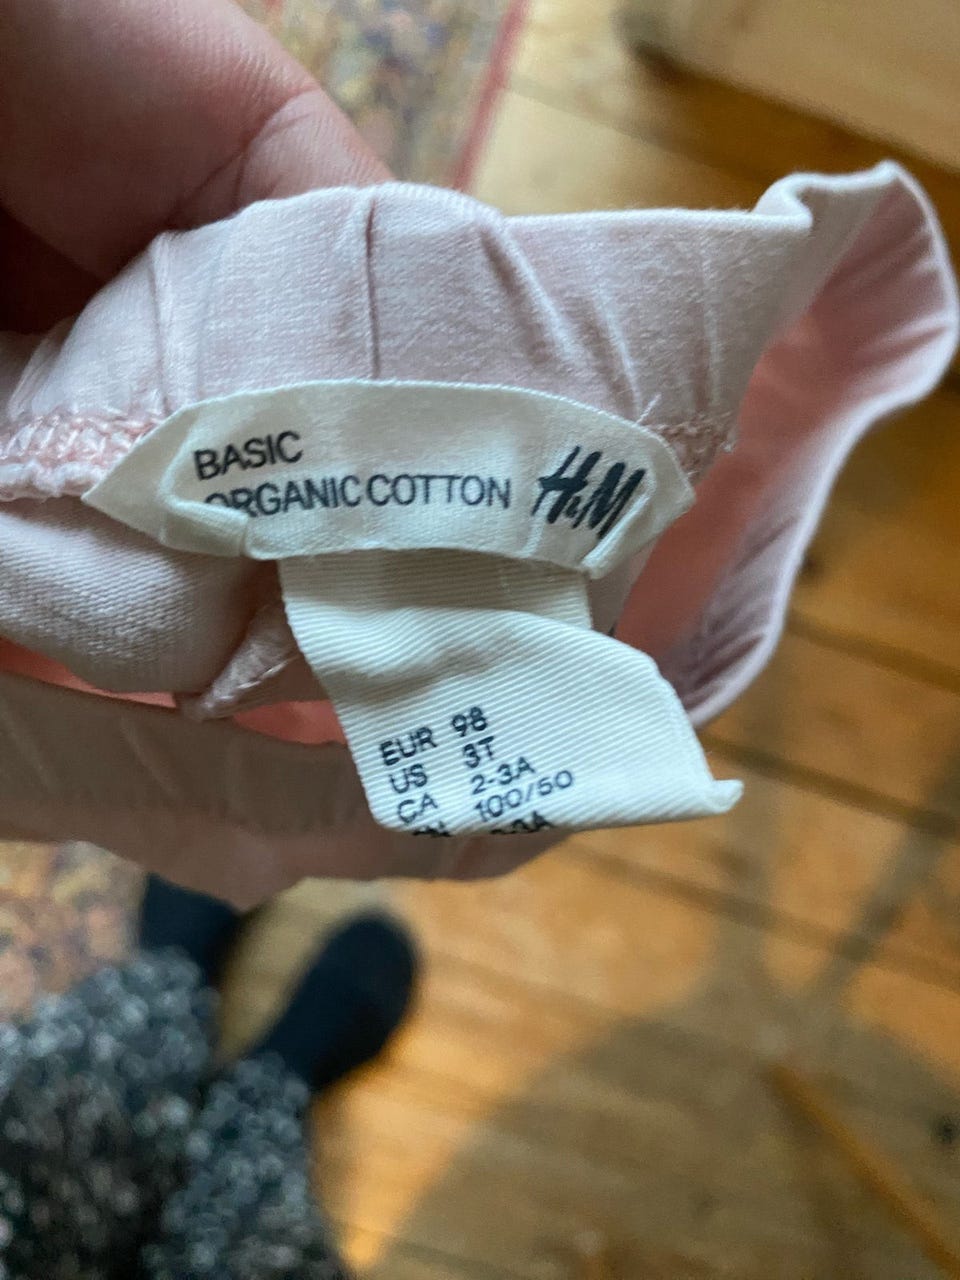 BASIC
ORGANIC COTTON H&M
EUR 98
US 3T
CA 2-3A
100/50